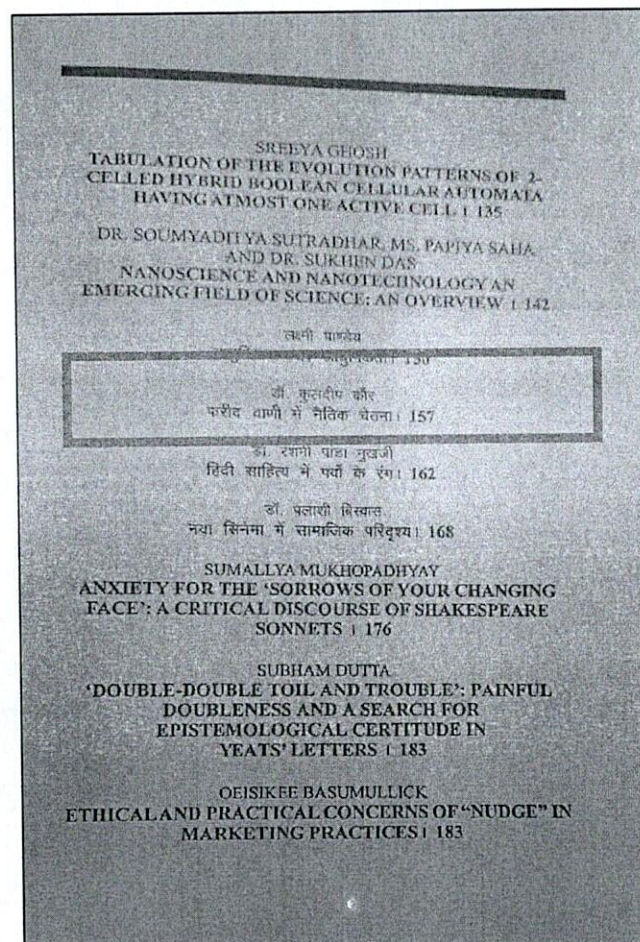 SREEYA GHOSH
TABULATION OF THE EVOLUTION PATTERNS OF 2-
CELLED HYBRID BOOLEAN CELLULAR AUTOMATA
HAVING ATMOST ONE ACTIVE CELL । 135
DR. SOUMYADITYA SUTRADHAR, MS. PAPIYA SAHA
AND DR. SUKHEN DAS
NANOSCIENCE AND NANOTECHNOLOGY AN
EMERGING FIELD OF SCIENCE: AN OVERVIEW । 142
लक्ष्मी पाण्डेय
150
डॉ. कुलदीप कौर
फरीद वाणी में नैतिक चेतना। 157
डॉ. रेशमी पांडा मुखर्जी
हिंदी साहित्य में पर्वों के रंग। 162
डॉ. पलाशी बिस्वास
नया सिनेमा में सामाजिक परिदृश्य। 168
SUMALLYA MUKHOPADHYAY
ANXIETY FOR THE ‘SORROWS OF YOUR CHANGING
FACE’: A CRITICAL DISCOURSE OF SHAKESPEARE
SONNETS । 176
SUBHAM DUTTA
‘DOUBLE-DOUBLE TOIL AND TROUBLE’: PAINFUL
DOUBLENESS AND A SEARCH FOR
EPISTEMOLOGICAL CERTITUDE IN
YEATS’ LETTERS । 183
OEISIKEE BASUMULLICK
ETHICAL AND PRACTICAL CONCERNS OF “NUDGE” IN
MARKETING PRACTICES । 183